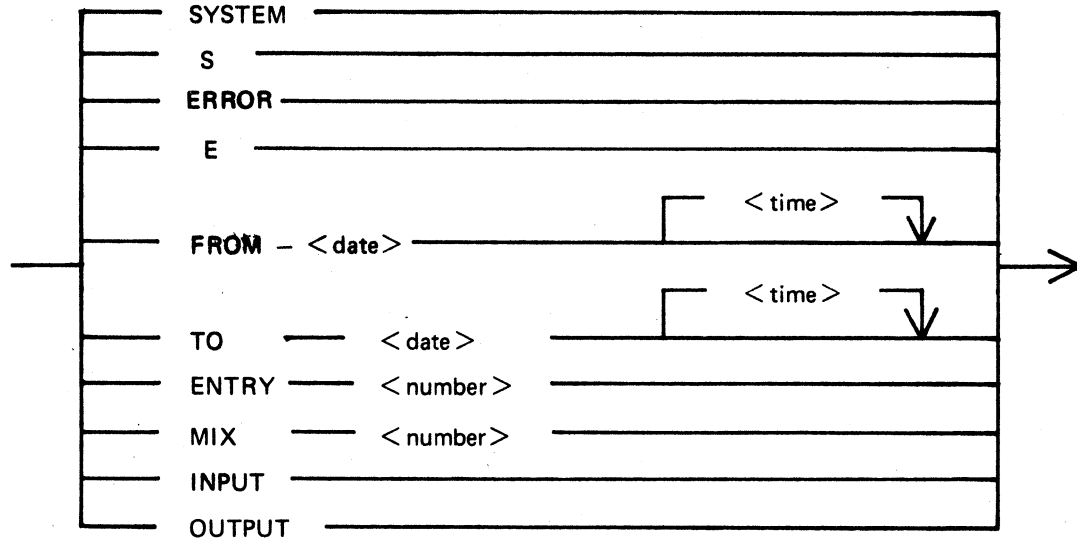 SYSTEM
S
ERROR
E
<time>
FROM – <date>
<time>
TO <date>
ENTRY <number>
MIX <number>
INPUT
OUTPUT